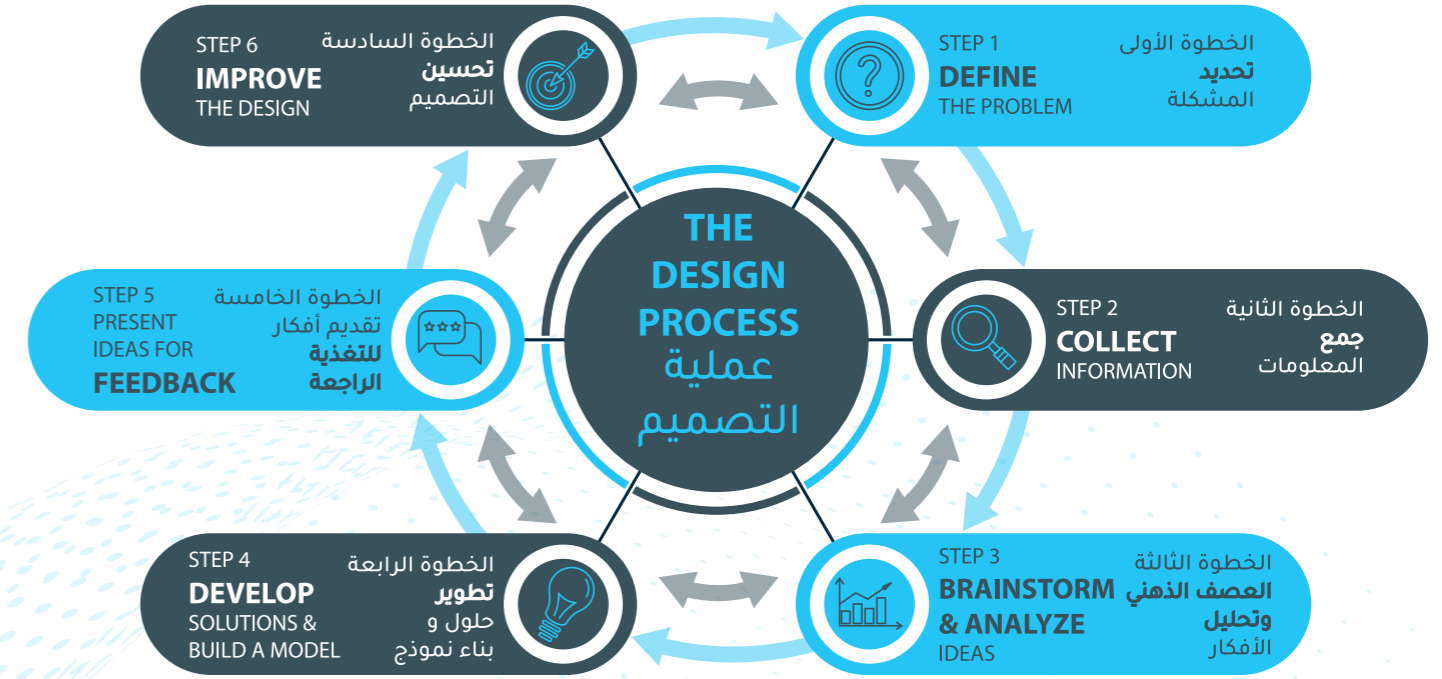 THE
DESIGN
PROCESS
عملية
التصميم
STEP 1
DEFINE
THE PROBLEM
الخطوة الأولى
تحديد
المشكلة
STEP 2
COLLECT
INFORMATION
الخطوة الثانية
جمع
المعلومات
STEP 3
BRAINSTORM
& ANALYZE
IDEAS
الخطوة الثالثة
العصف الذهني
وتحليل
الأفكار
STEP 4
DEVELOP
SOLUTIONS &
BUILD A MODEL
الخطوة الرابعة
تطوير
حلول و
بناء نموذج
STEP 5
PRESENT
IDEAS FOR
FEEDBACK
الخطوة الخامسة
تقديم أفكار
للتغذية
الراجعة
STEP 6
IMPROVE
THE DESIGN
الخطوة السادسة
تحسين
التصميم